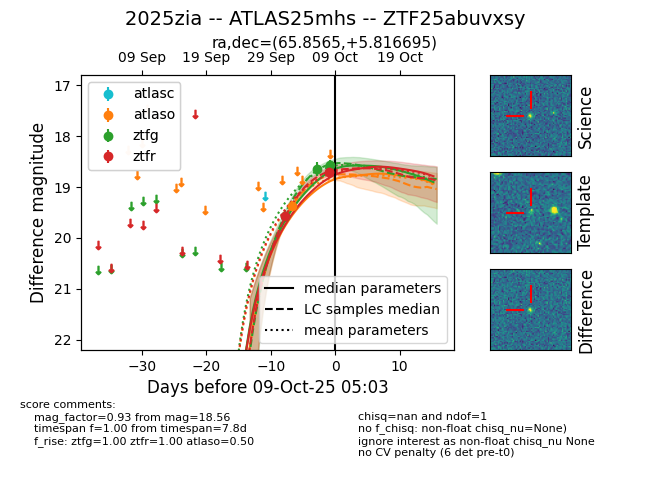 2025zia -- ATLAS25mhs -- ZTF25abuvxsy
ra,dec=(65.8565,+5.816695)
09 Sep 19 Sep 29 Sep 09 Oct 19 Oct
17
18
19
20
21
22
Difference magnitude
atlasc
atlaso
ztfg
ztfr
median parameters
LC samples median
mean parameters
−30 −20 −10 0 10
Days before 09-Oct-25 05:03
Science
Template
Difference
score comments:
mag_factor=0.93 from mag=18.56
timespan f=1.00 from timespan=7.8d
f_rise: ztfg=1.00 ztfr=1.00 atlaso=0.50
chisq=nan and ndof=1
no f_chisq: non-float chisq_nu=None)
ignore interest as non-float chisq_nu None
no CV penalty (6 det pre-t0)